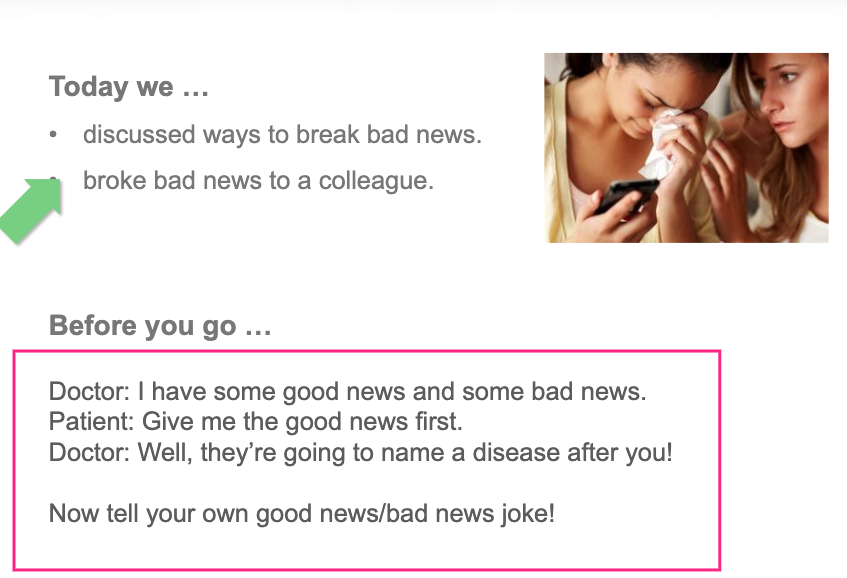 Today we …
• discussed ways to break bad news.
• broke bad news to a colleague.
Before you go …
Doctor: I have some good news and some bad news.
Patient: Give me the good news first.
Doctor: Well, they’re going to name a disease after you!
Now tell your own good news/bad news joke!